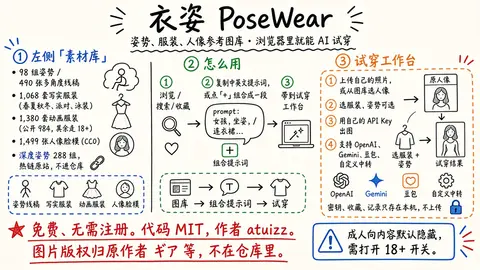 衣姿 PoseWear
姿势、服装、人像参考图库·浏览器里就能 AI 试穿
① 左侧「素材库」
• 98 组姿势 /
490 张多角度线稿
• 1,068 套写实服装
(春夏秋冬、派对、泳装)
• 1,380 套动画服装
(公开 984,其余走 18+)
• 1,499 张人像脸模 (CC0)
• 深度姿势 288 组,
热链原站,不进仓库
姿势线稿
写实服装
动画服装
人像脸模
② 怎么用
①
浏览 /
搜索/收藏
② 复制中英文提示词,
或点「+」组合成一段
prompt:
女孩,坐姿,/
连衣裙...
组合提示词
③
带到试穿
工作台
图库 → 组合提示词 → 试穿
③ 试穿工作台
① 上传自己的照片,
或从图库选人像
② 选服装,姿势可选
③ 用自己的 API Key
出图
④ 支持 OpenAI、
Gemini、豆包、
自定义中转
原人像
选服装 +
姿势
试穿结果
OpenAI
Gemini
豆包
自定义中转
密钥、收藏、记录只存在本机,不上传
免费、无需注册。代码 MIT,作者 atuizz。
图片版权归原作者 ギア 等,不在仓库里。
成人向内容默认隐藏,
需打开 18+ 开关。